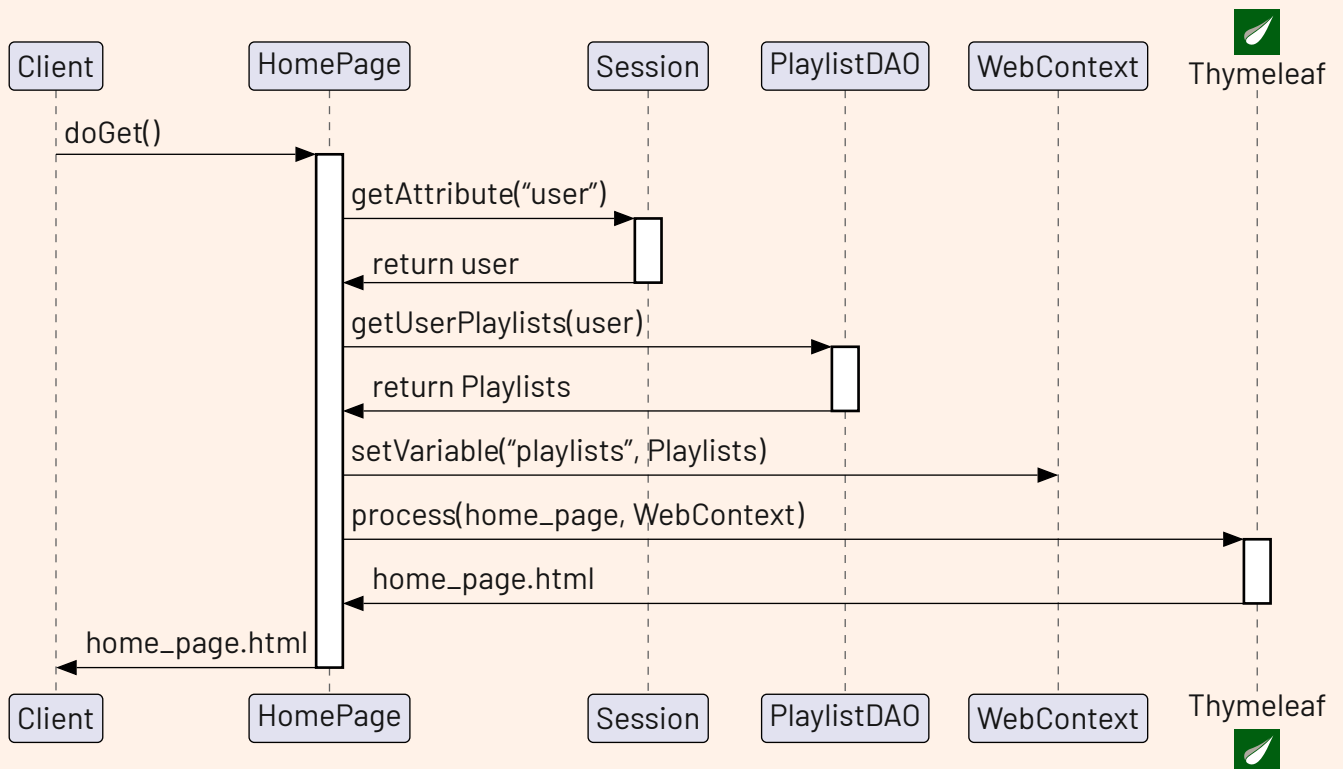 Client
HomePage
Session
PlaylistDAO
WebContext
Thymeleaf
doGet()
getAttribute(“user”)
return user
getUserPlaylists(user)
return Playlists
setVariable(“playlists”, Playlists)
process(home_page, WebContext)
home_page.html
home_page.html
Client
HomePage
Session
PlaylistDAO
WebContext
Thymeleaf